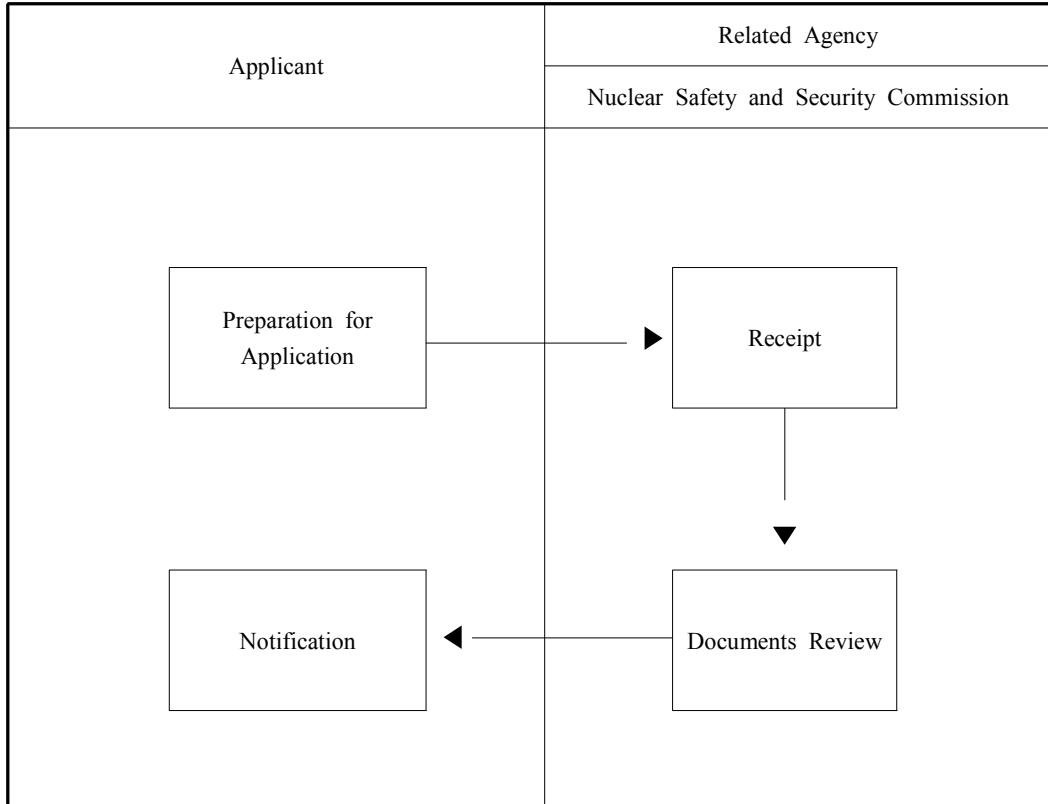 Applicant
Related Agency
Nuclear Safety and Security Commission
Preparation for
Application
Receipt
Notification
Documents Review